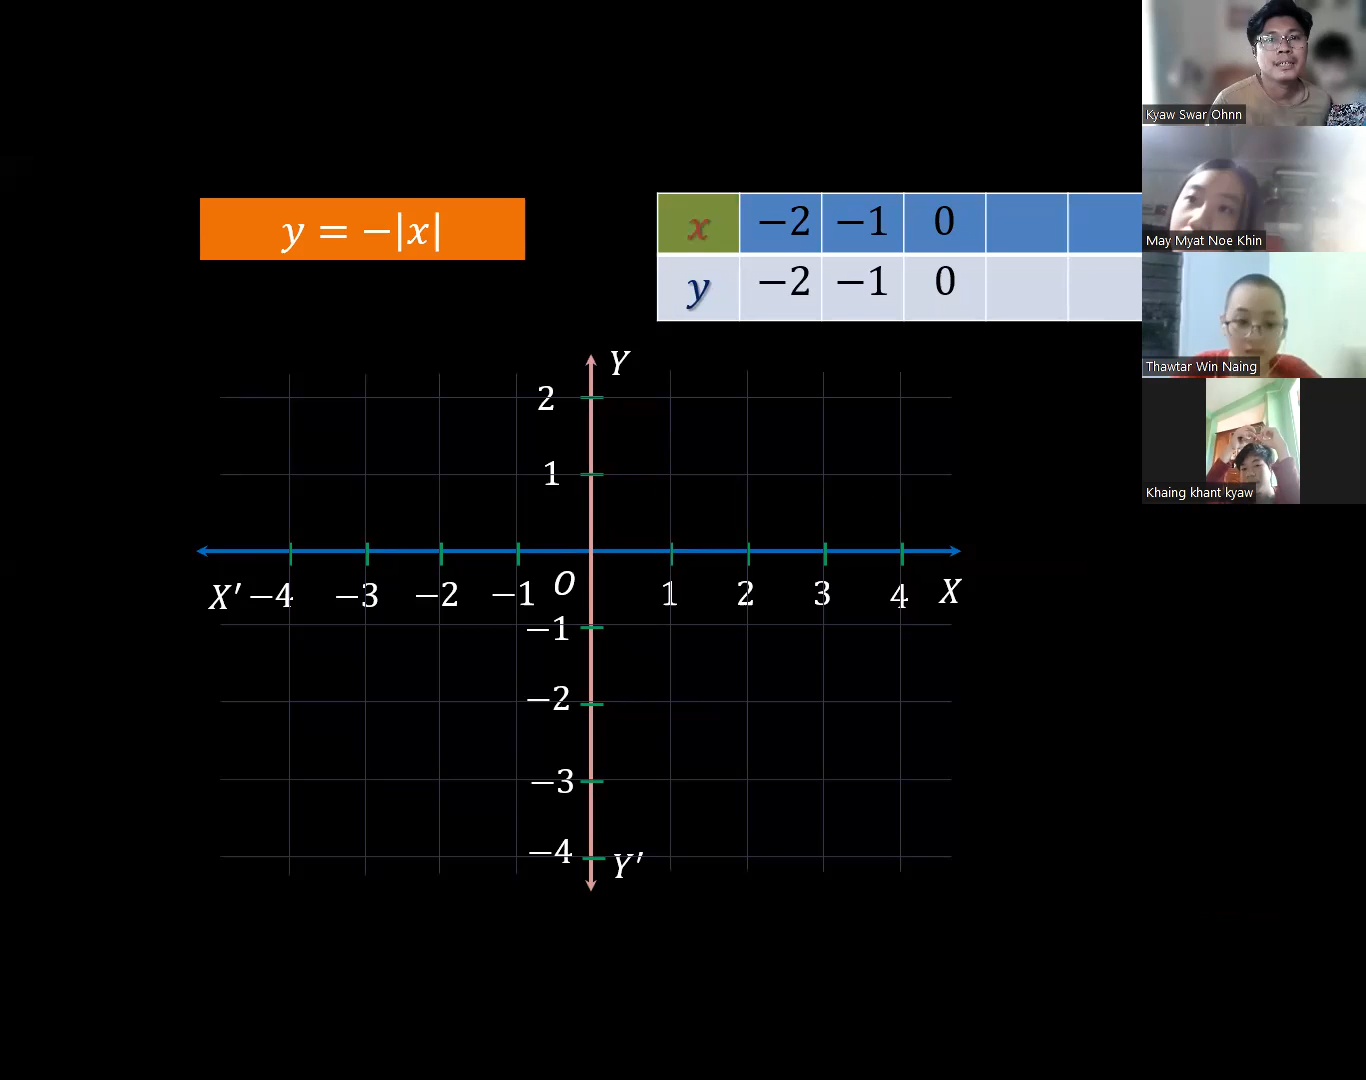 y = −|x|
x −2 −1 0
y −2 −1 0
Y
2
1
X′ −4 −3 −2 −1 O 1 2 3 4 X
−1
−2
−3
−4
Y′
Kyaw Swar Ohnn
May Myat Noe Khin
Thawtar Win Naing
Khaing khant kyaw